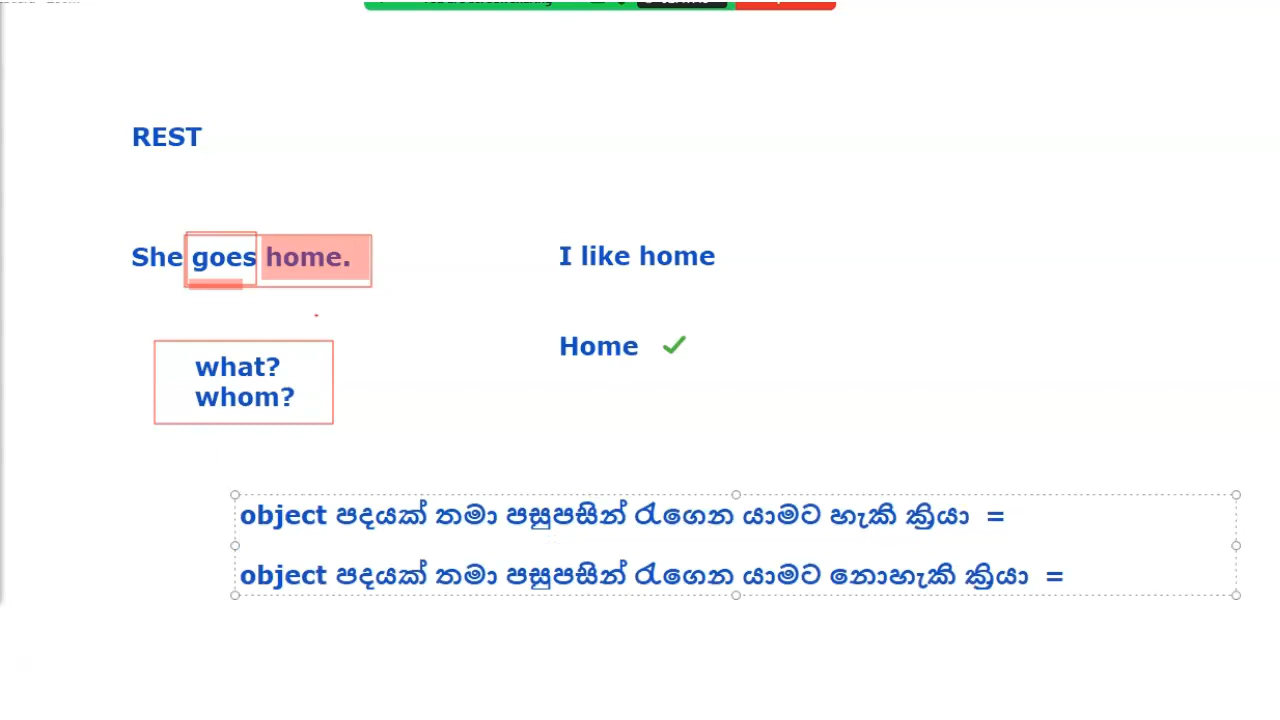 REST
She goes home.
I like home
Home
what?
whom?
object පදයක් තමා පසුපසින් රැගෙන යාමට හැකි ක්‍රියා =
object පදයක් තමා පසුපසින් රැගෙන යාමට නොහැකි ක්‍රියා =